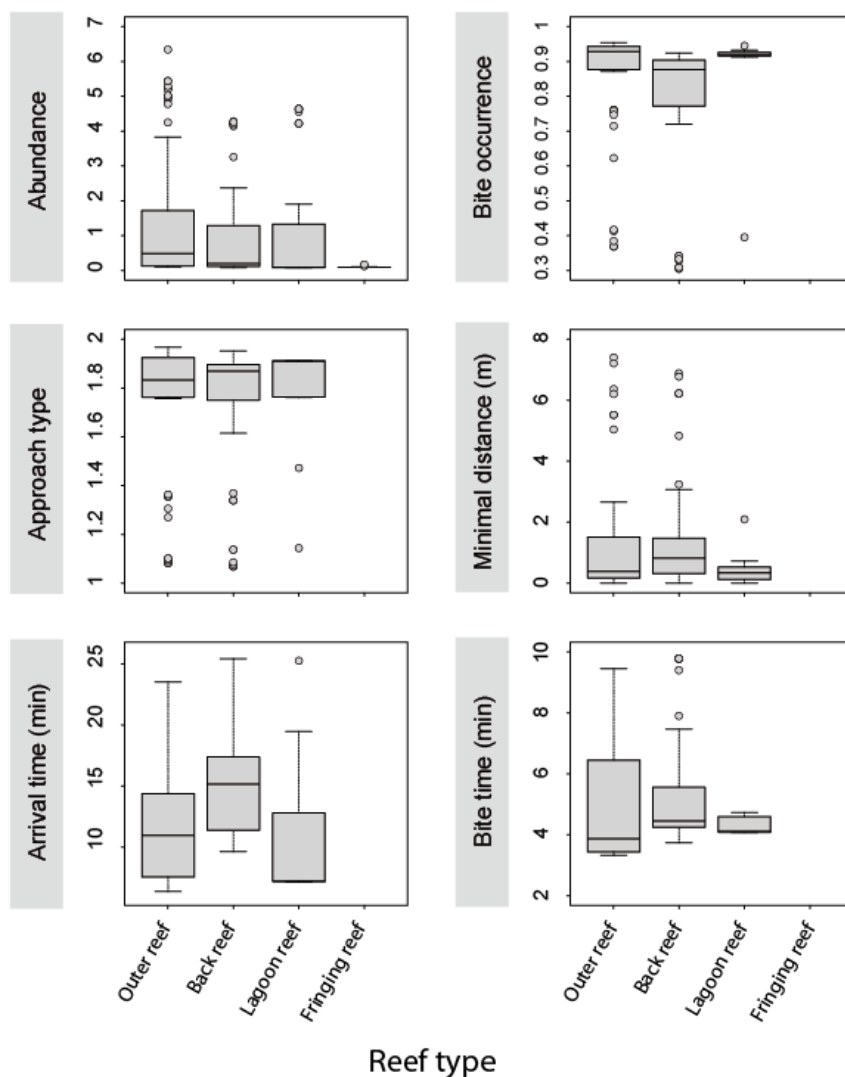 Abundance
7
6
5
4
3
2
1
0
Bite occurrence
1
0.9
0.8
0.7
0.6
0.5
0.4
0.3
Approach type
2
1.8
1.6
1.4
1.2
1
Minimal distance (m)
8
6
4
2
0
Arrival time (min)
25
20
15
10
Bite time (min)
10
8
6
4
2
Outer reef
Back reef
Lagoon reef
Fringing reef
Outer reef
Back reef
Lagoon reef
Fringing reef
Reef type